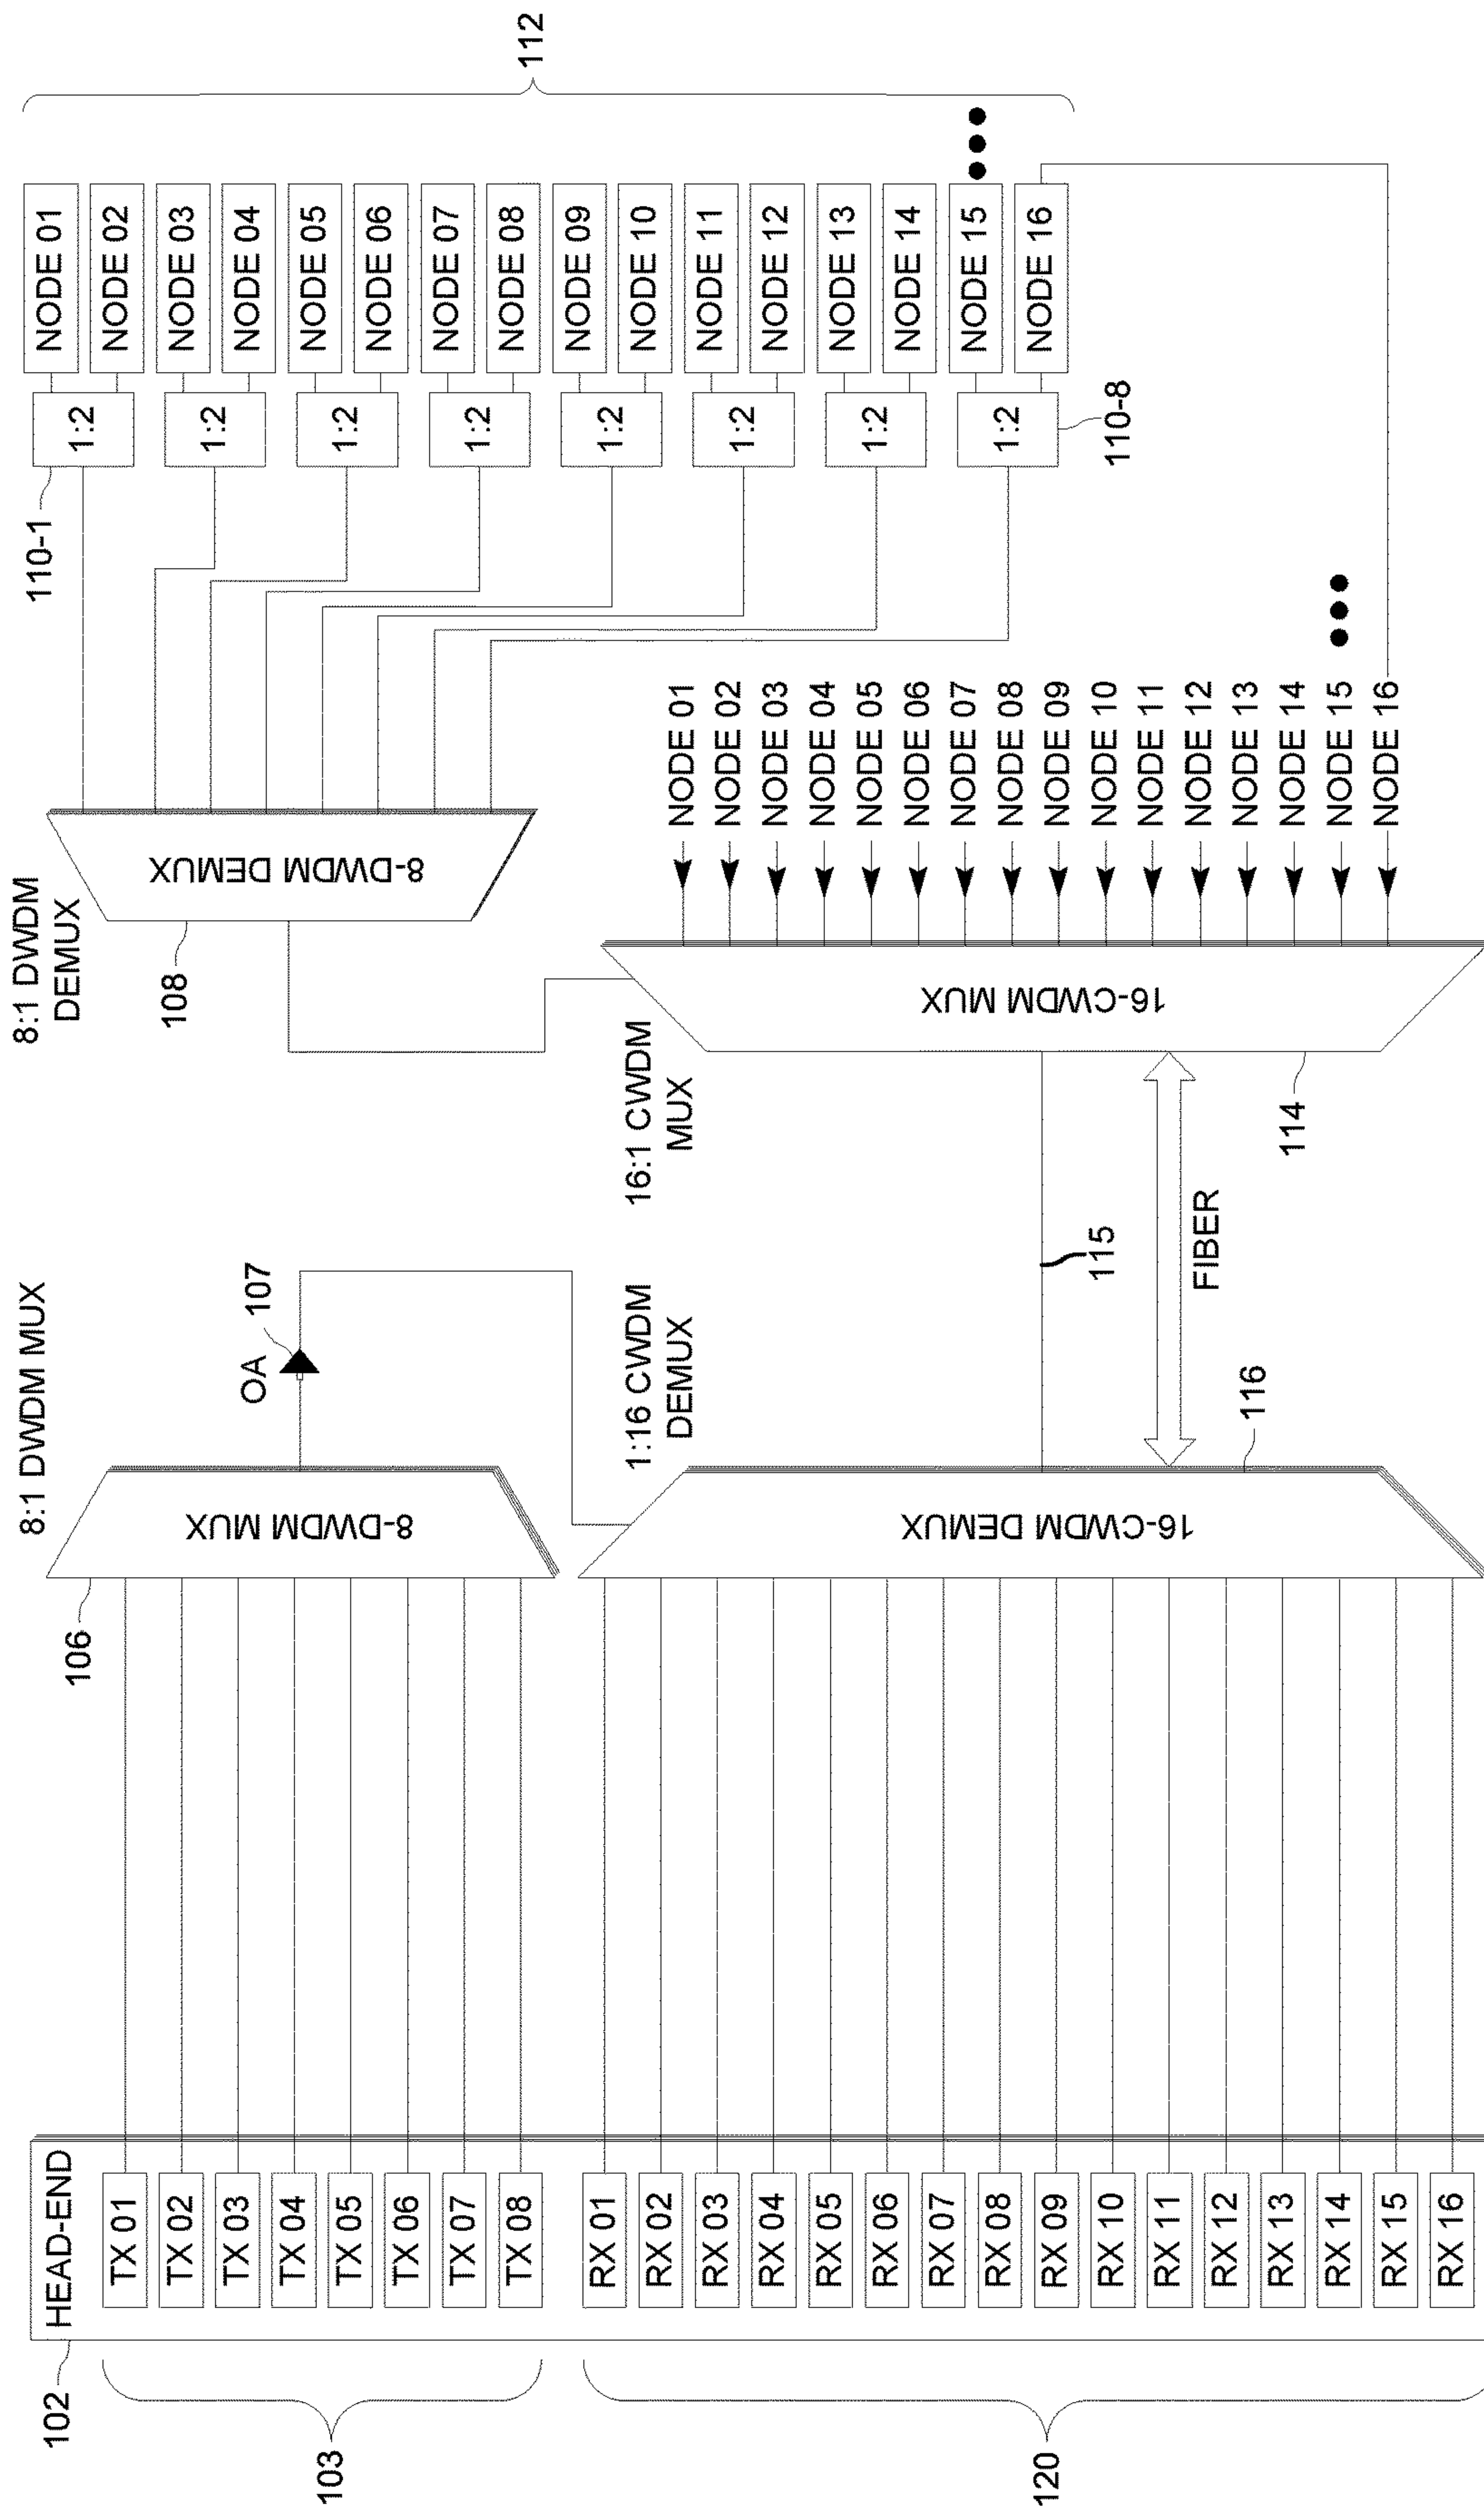 102
HEAD-END
103
TX 01
TX 02
TX 03
TX 04
TX 05
TX 06
TX 07
TX 08
120
RX 01
RX 02
RX 03
RX 04
RX 05
RX 06
RX 07
RX 08
RX 09
RX 10
RX 11
RX 12
RX 13
RX 14
RX 15
RX 16
8:1 DWDM MUX
106
8-DWDM MUX
OA
107
1:16 CWDM
DEMUX
16-CWDM DEMUX
116
115
FIBER
8:1 DWDM
DEMUX
108
8-DWDM DEMUX
16:1 CWDM
MUX
16-CWDM MUX
114
NODE 01
NODE 02
NODE 03
NODE 04
NODE 05
NODE 06
NODE 07
NODE 08
NODE 09
NODE 10
NODE 11
NODE 12
NODE 13
NODE 14
NODE 15
NODE 16
110-1
1:2
1:2
1:2
1:2
1:2
1:2
1:2
1:2
110-8
NODE 01
NODE 02
NODE 03
NODE 04
NODE 05
NODE 06
NODE 07
NODE 08
NODE 09
NODE 10
NODE 11
NODE 12
NODE 13
NODE 14
NODE 15
NODE 16
112